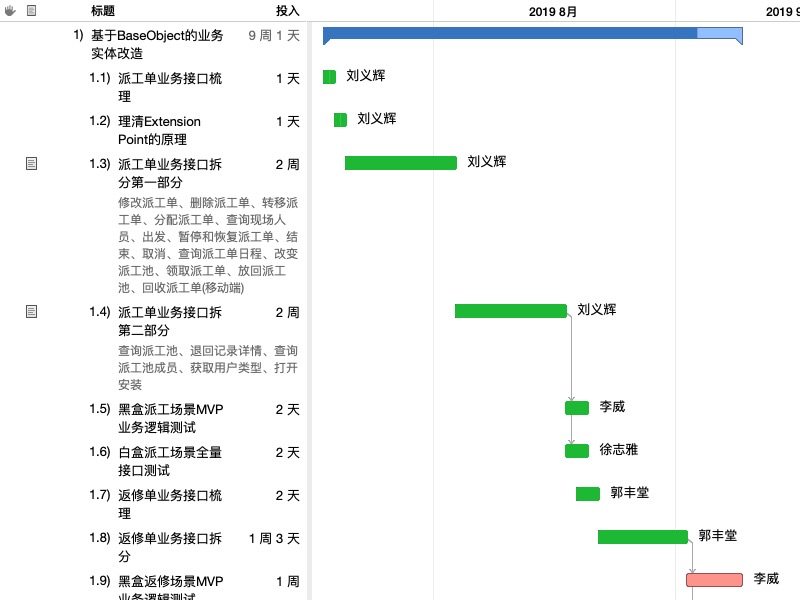 标题 投入 2019 8月 2019 9
1) 基于BaseObject的业务 9 周 1 天
实体改造
1.1) 派工单业务接口梳 1 天 刘义辉
理
1.2) 理清Extension 1 天 刘义辉
Point的原理
1.3) 派工单业务接口拆 2 周 刘义辉
分第一部分
修改派工单、删除派工单、转移派
工单、分配派工单、查询现场人
员、出发、暂停和恢复派工单、结
束、取消、查询派工单日程、改变
派工池、领取派工单、放回派工
池、回收派工单(移动端)
1.4) 派工单业务接口拆 2 周 刘义辉
第二部分
查询派工池、退回记录详情、查询
派工池成员、获取用户类型、打开
安装
1.5) 黑盒派工场景MVP 2 天 李威
业务逻辑测试
1.6) 白盒派工场景全量 2 天 徐志雅
接口测试
1.7) 返修单业务接口梳 2 天 郭丰堂
理
1.8) 返修单业务接口拆 1 周 3 天 郭丰堂
分
1.9) 黑盒返修场景MVP 1 周 李威
业务逻辑测试